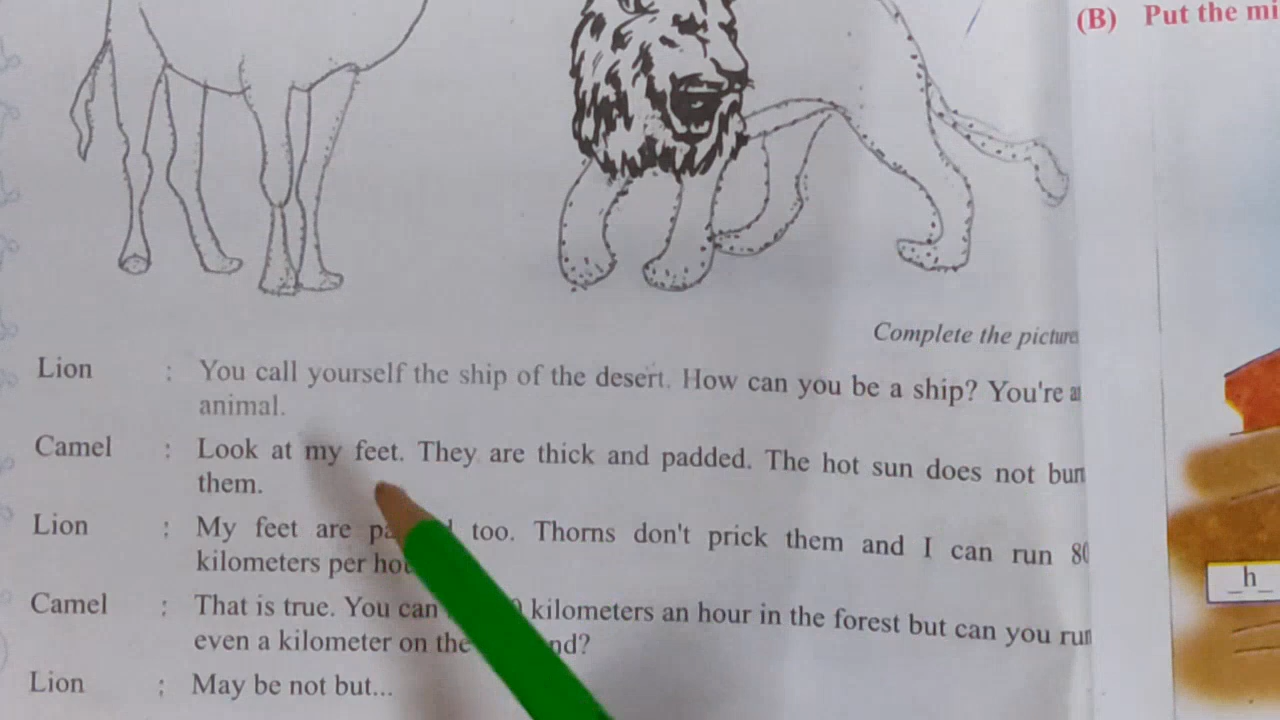 (B) Put the mi
Complete the picture
Lion : You call yourself the ship of the desert. How can you be a ship? You're a
animal.
Camel : Look at my feet. They are thick and padded. The hot sun does not bur
them.
Lion : My feet are too. Thorns don't prick them and I can run 80
kilometers per
Camel : That is true. You can kilometers an hour in the forest but can you run
even a kilometer on the
Lion : May be not but...
_h_